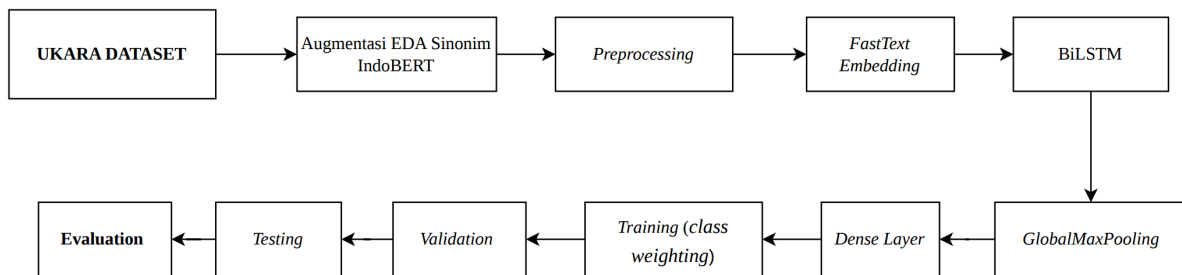 UKARA DATASET
Augmentasi EDA Sinonim
IndoBERT
Preprocessing
FastText
Embedding
BiLSTM
Evaluation
Testing
Validation
Training (class
weighting)
Dense Layer
GlobalMaxPooling